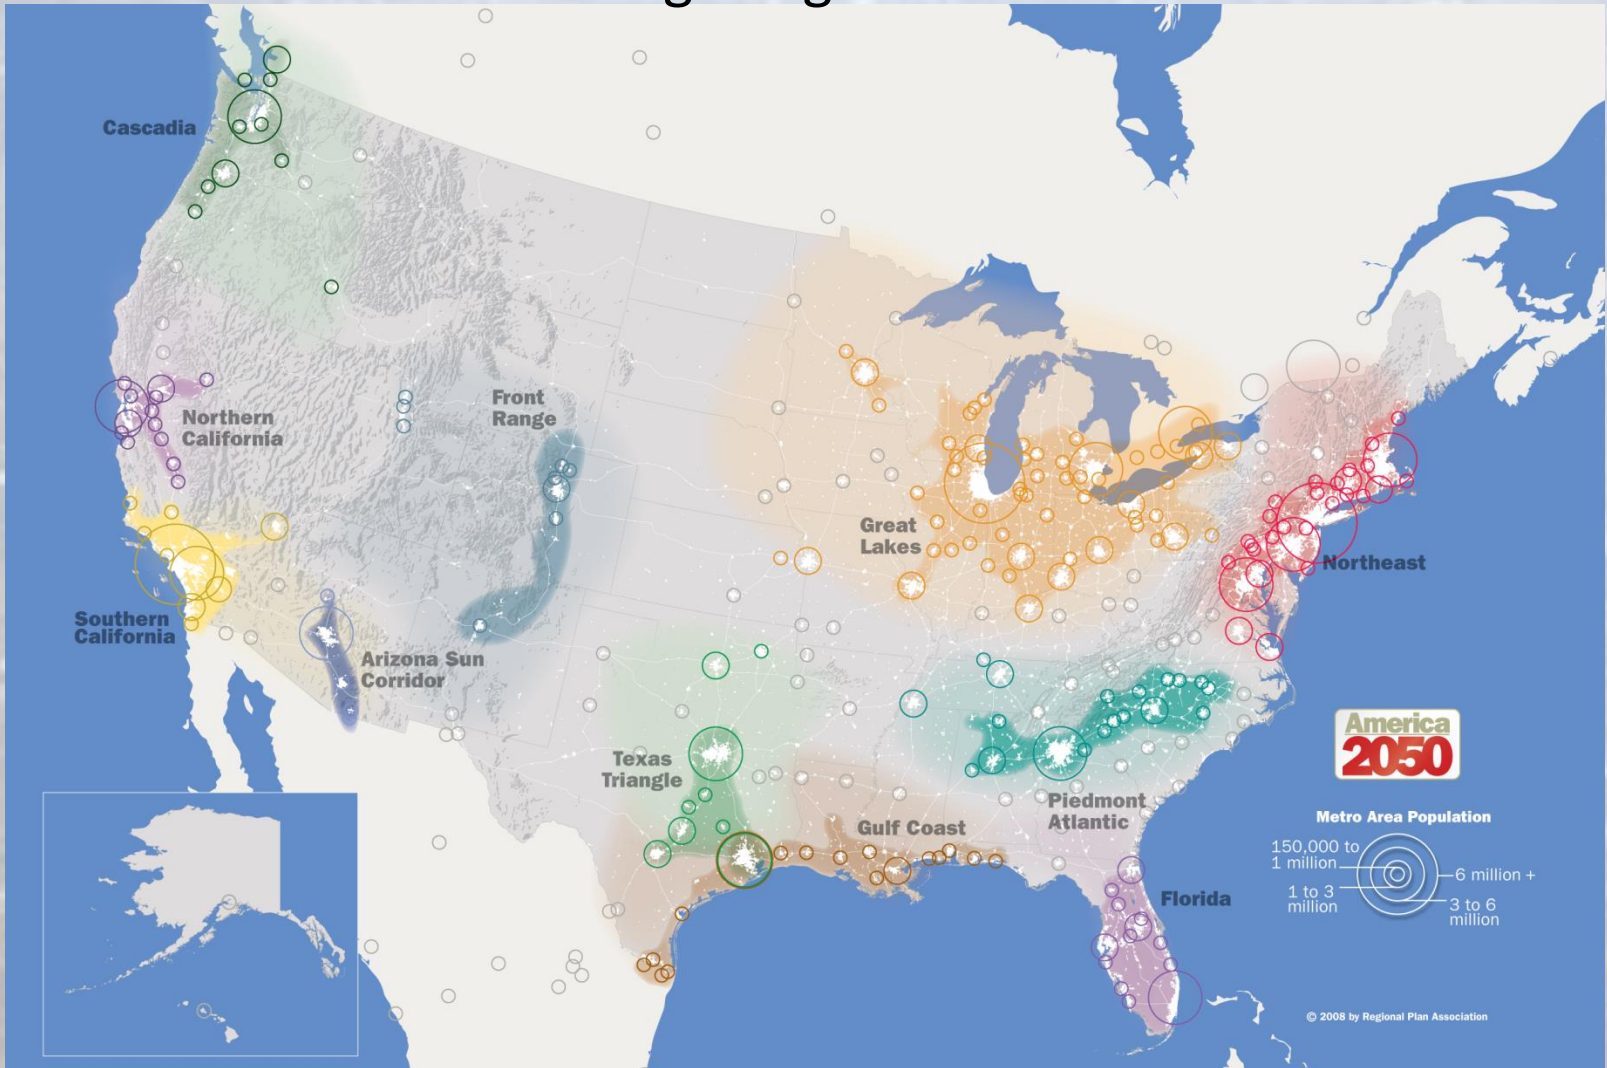 Cascadia
Northern
California
Southern
California
Arizona Sun
Corridor
Front
Range
Great
Lakes
Northeast
Texas
Triangle
Gulf Coast
Piedmont
Atlantic
Florida
America
2050
Metro Area Population
150,000 to
1 million
1 to 3
million
6 million +
3 to 6
million
© 2008 by Regional Plan Association